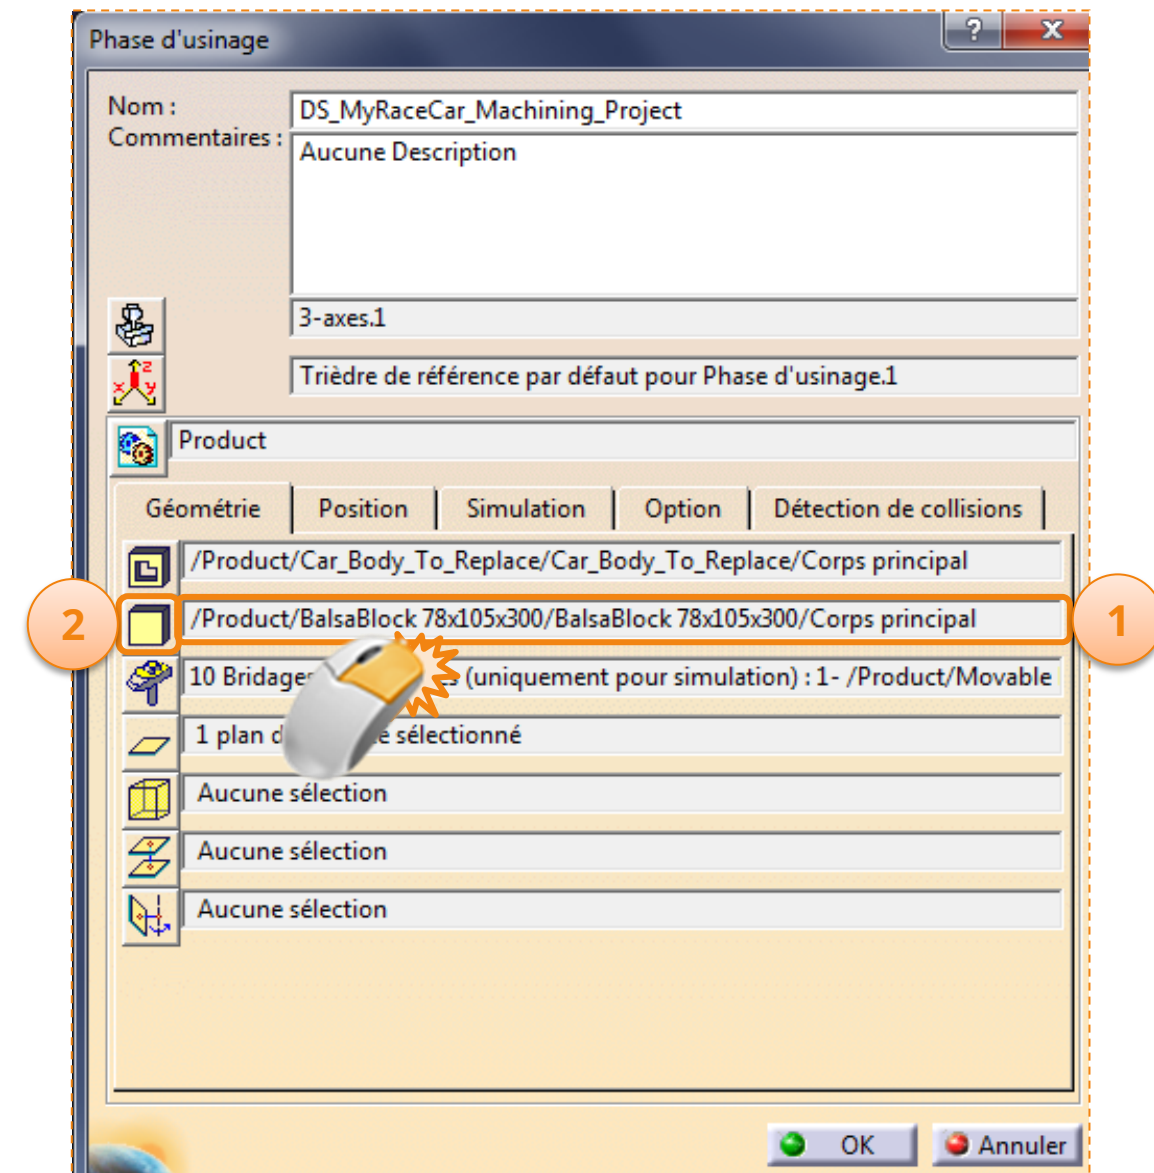 Phase d'usinage
?
x
Nom :
DS_MyRaceCar_Machining_Project
Commentaires :
Aucune Description
3-axes.1
z
x y
Trièdre de référence par défaut pour Phase d'usinage.1
Product
Géométrie Position Simulation Option Détection de collisions
/Product/Car_Body_To_Replace/Car_Body_To_Replace/Corps principal
2 /Product/BalsaBlock 78x105x300/BalsaBlock 78x105x300/Corps principal 1
10 (uniquement pour simulation) : 1- /Product/Movable
1 plan sélectionné
Aucune sélection
Aucune sélection
Aucune sélection
OK Annuler